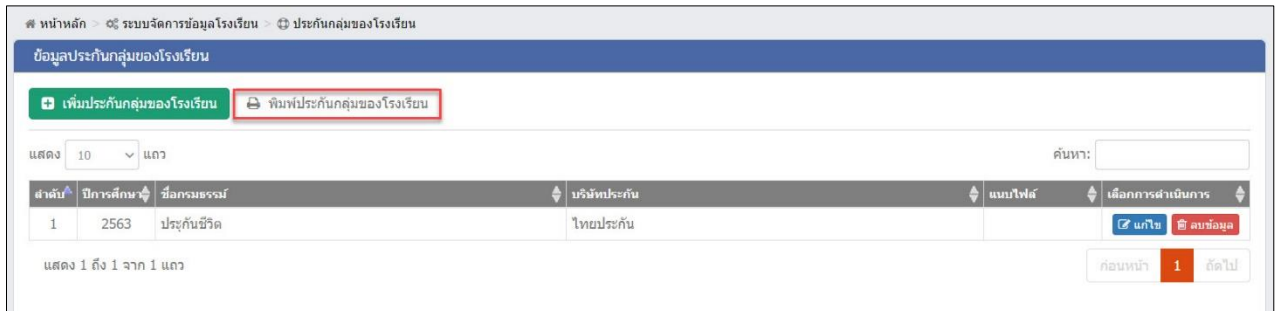 หน้าหลัก > ระบบจัดการข้อมูลโรงเรียน > ประกันกลุ่มของโรงเรียน
ข้อมูลประกันกลุ่มของโรงเรียน
เพิ่มประกันกลุ่มของโรงเรียน พิมพ์ประกันกลุ่มของโรงเรียน
แสดง 10 แถว ค้นหา:
ลำดับ ปีการศึกษา ชื่อกรมธรรม์ บริษัทประกัน แนบไฟล์ เลือกการดำเนินการ
1 2563 ประกันชีวิต ไทยประกัน แก้ไข ลบข้อมูล
แสดง 1 ถึง 1 จาก 1 แถว ก่อนหน้า 1 ถัดไป